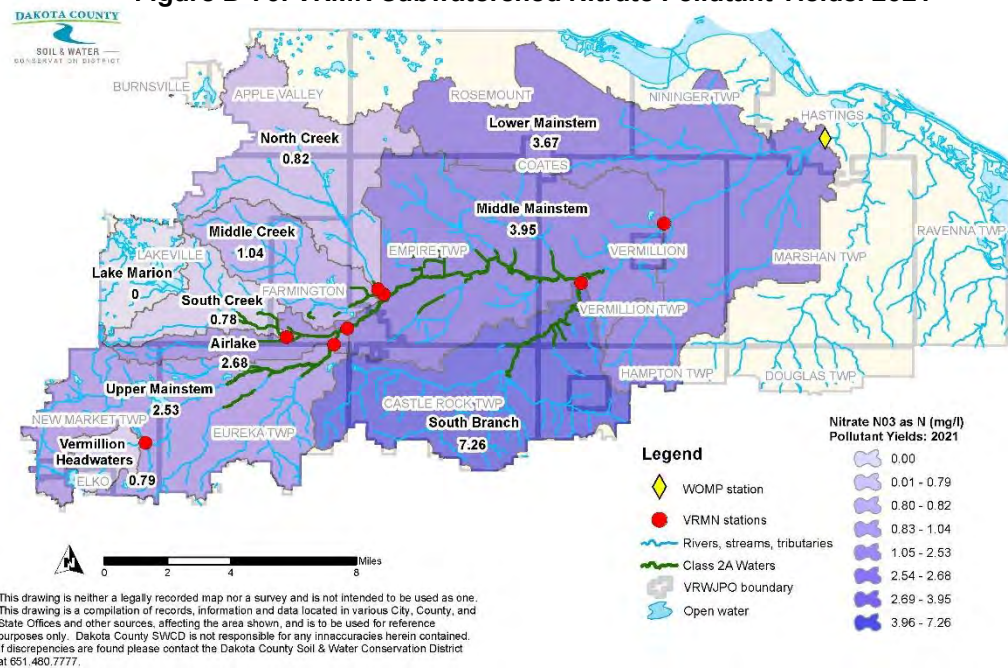 DAKOTA COUNTY
SOIL & WATER
CONSERVATION DISTRICT
BURNSVILLE
APPLE VALLEY
ROSEMOUNT
NININGER TWP
HASTINGS
North Creek
0.82
Lower Mainstem
3.67
COATES
Middle Mainstem
3.95
Middle Creek
1.04
LAKEVILLE
EMPIRE TWP
VERMILLION
RAVENNA TWP
MARSHAN TWP
Lake Marion
0
FARMINGTON
South Creek
0.78
VERMILLION TWP
Airlake
2.68
HAMPTON TWP
DOUGLAS TWP
Upper Mainstem
2.53
CASTLE ROCK TWP
NEW MARKET TWP
EUREKA TWP
South Branch
7.26
Vermillion
Headwaters
0.79
ELKO
Legend
WOMP station
VRMN stations
Rivers, streams, tributaries
Class 2A Waters
VRWJPO boundary
Open water
Nitrate N03 as N (mg/l)
Pollutant Yields: 2021
0.00
0.01 - 0.79
0.80 - 0.82
0.83 - 1.04
1.05 - 2.53
2.54 - 2.68
2.69 - 3.95
3.96 - 7.26
N
Miles
0 2 4 8
This drawing is neither a legally recorded map nor a survey and is not intended to be used as one.
This drawing is a compilation of records, information and data located in various City, County, and
State Offices and other sources, affecting the area shown, and is to be used for reference
purposes only. Dakota County SWCD is not responsible for any innaccuracies herein contained.
If discrepencies are found please contact the Dakota County Soil & Water Conservation District
at 651.480.7777.